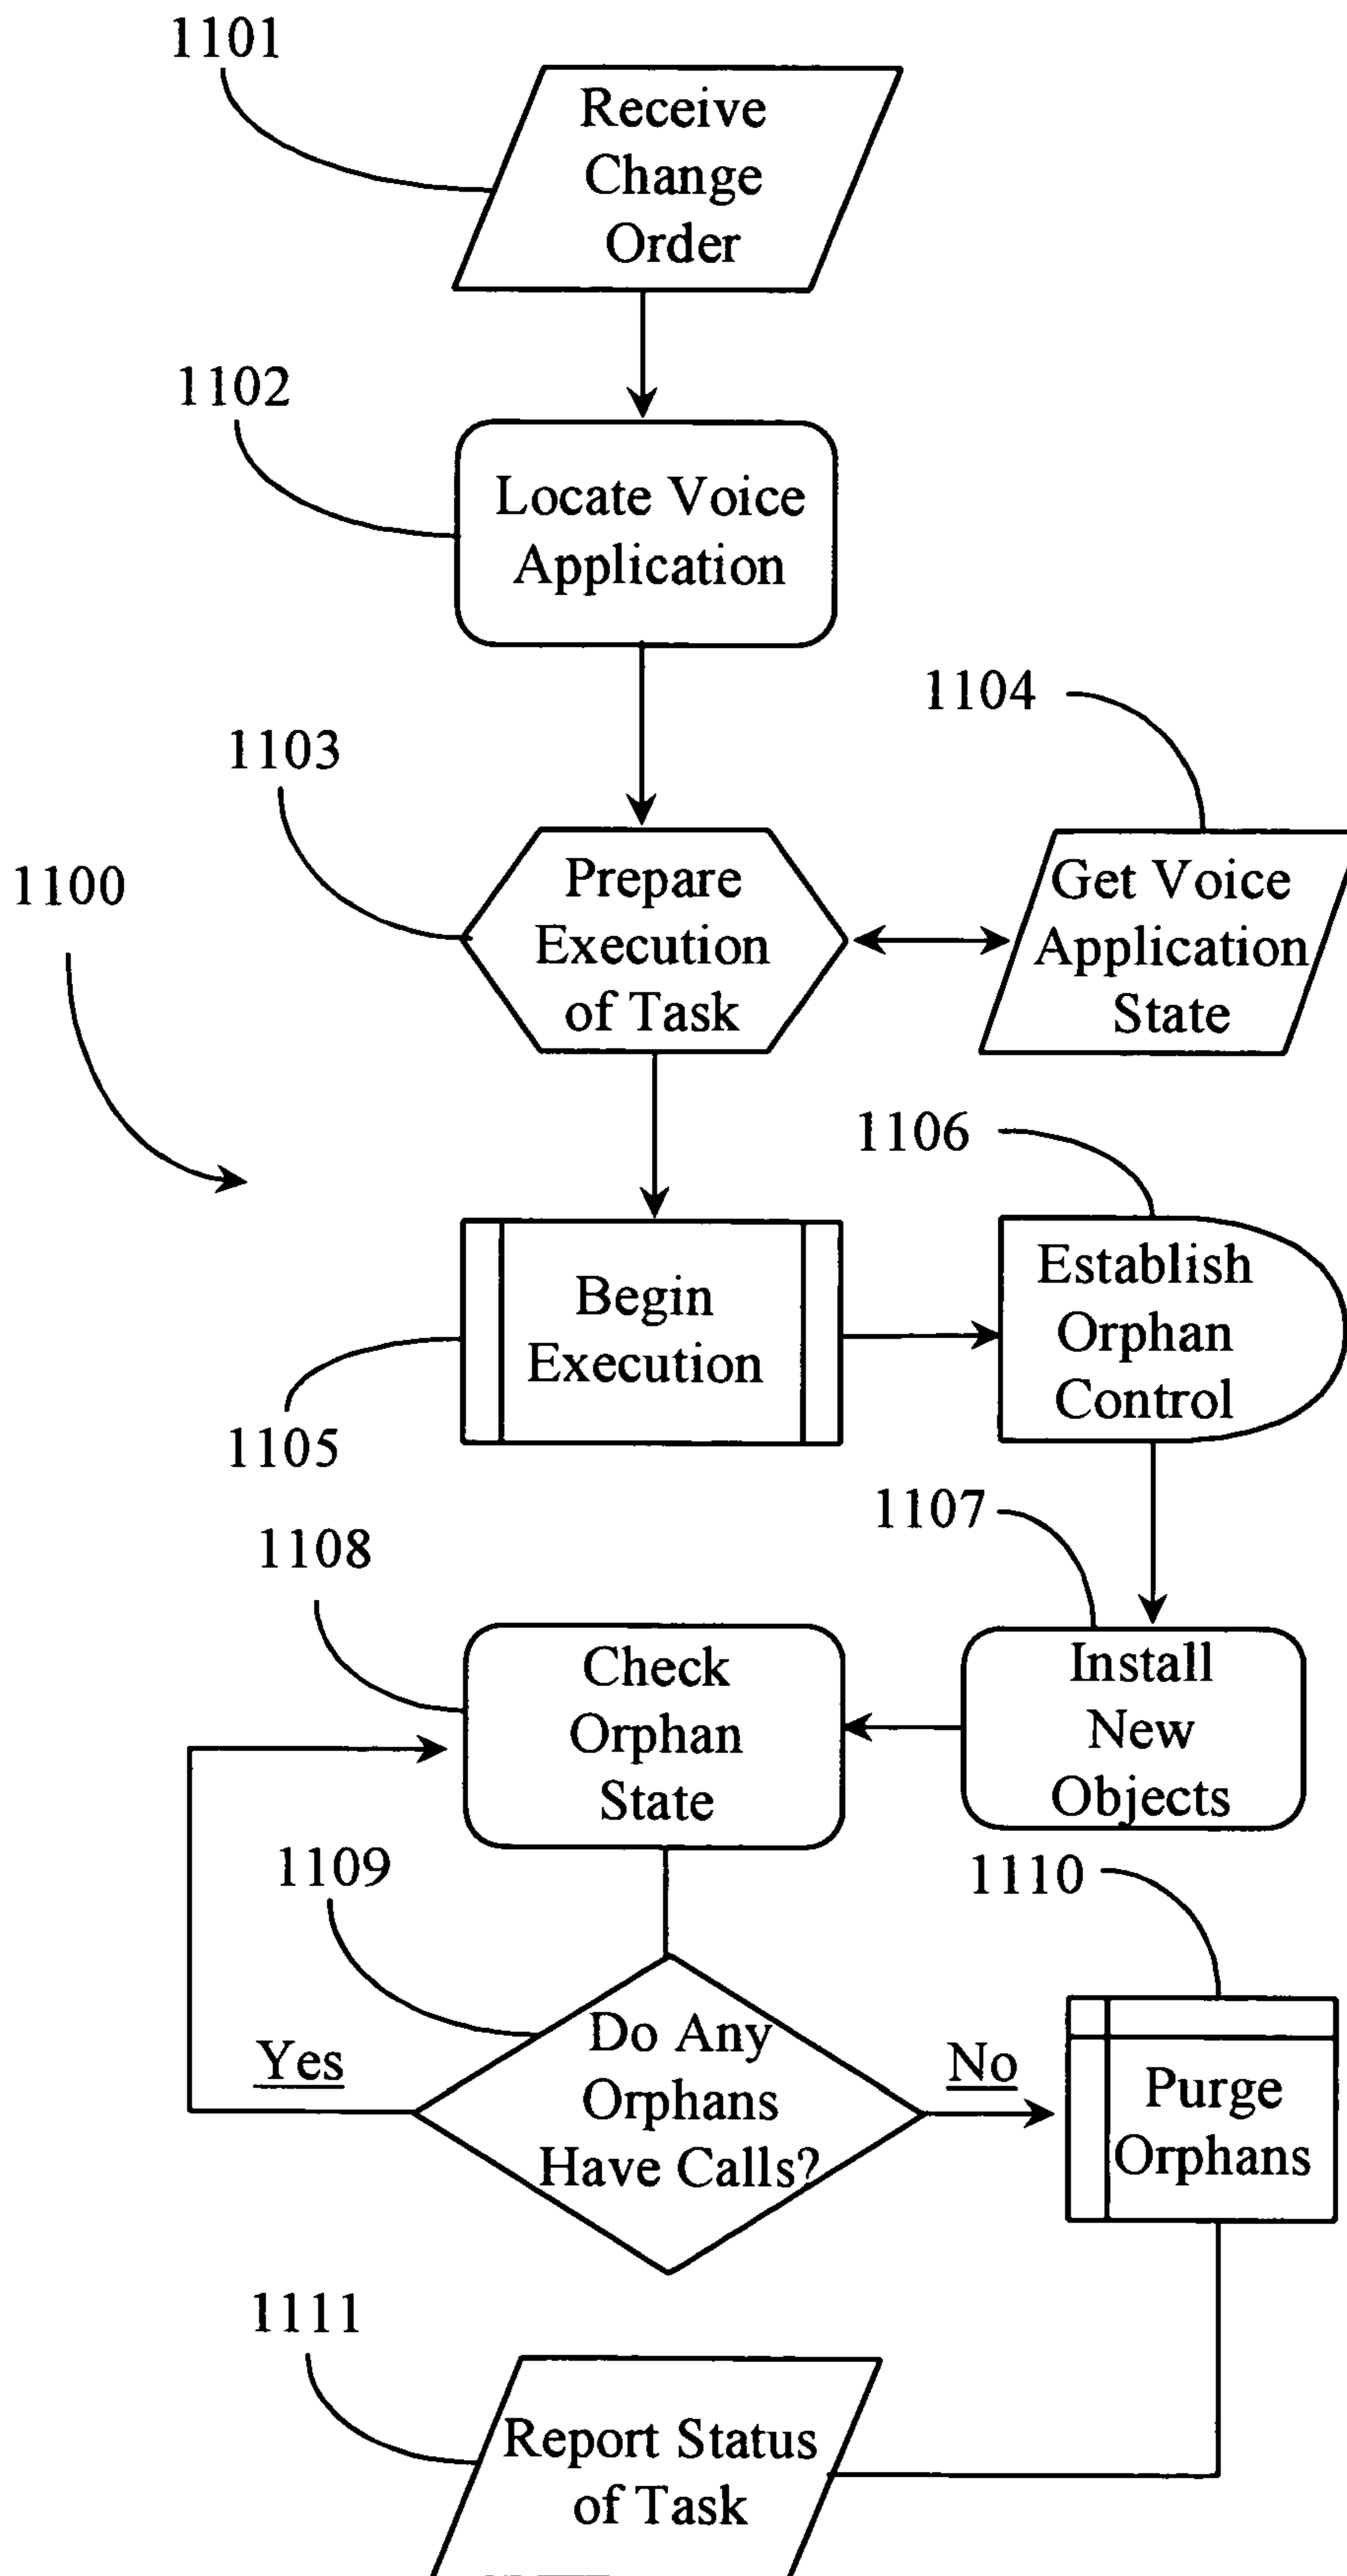 1101
Receive
Change
Order
1102
Locate Voice
Application
1104
1103
1100
Prepare
Execution
of Task
Get Voice
Application
State
1106
Begin
Execution
Establish
Orphan
Control
1105
1107
1108
Check
Orphan
State
Install
New
Objects
1109
1110
Yes
Do Any
Orphans
Have Calls?
No
Purge
Orphans
1111
Report Status
of Task